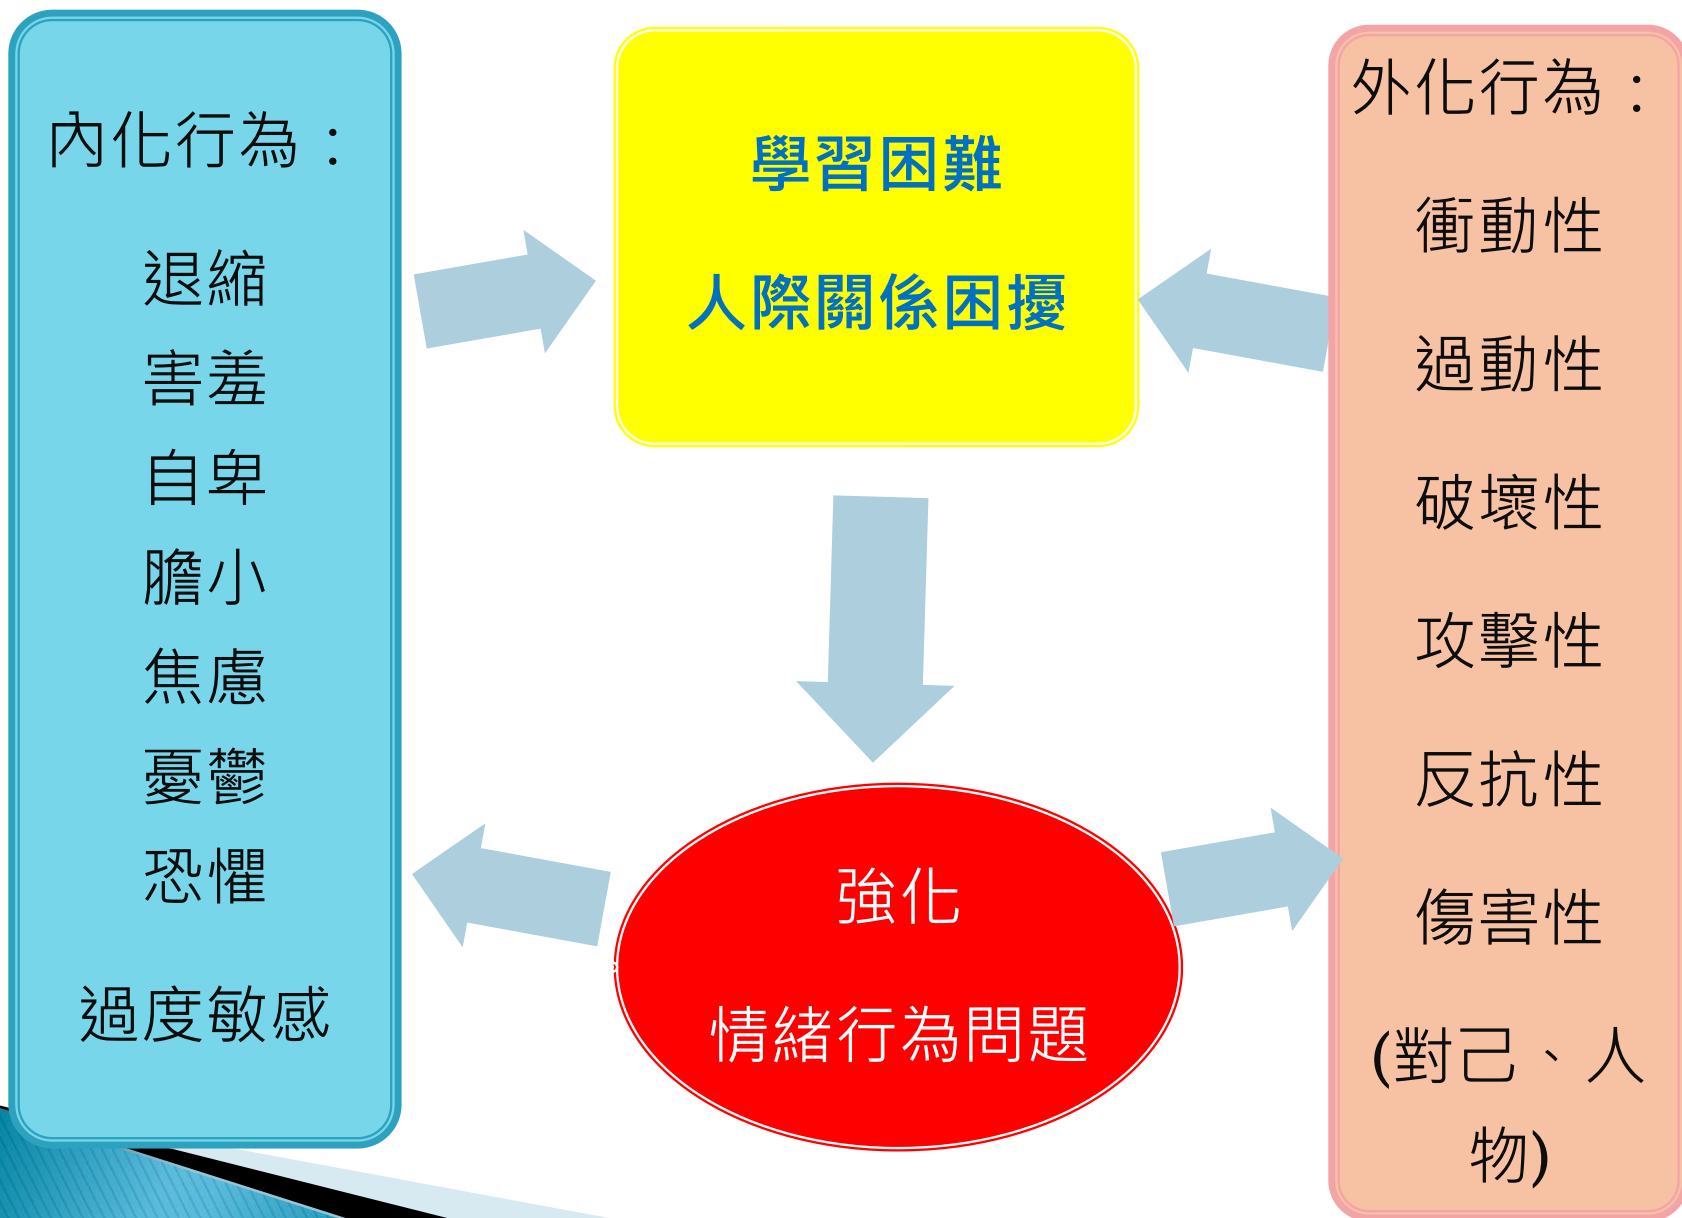 內化行為：
退縮
害羞
自卑
膽小
焦慮
憂鬱
恐懼
過度敏感
學習困難
人際關係困擾
強化
情緒行為問題
外化行為：
衝動性
過動性
破壞性
攻擊性
反抗性
傷害性
(對己、人
物)